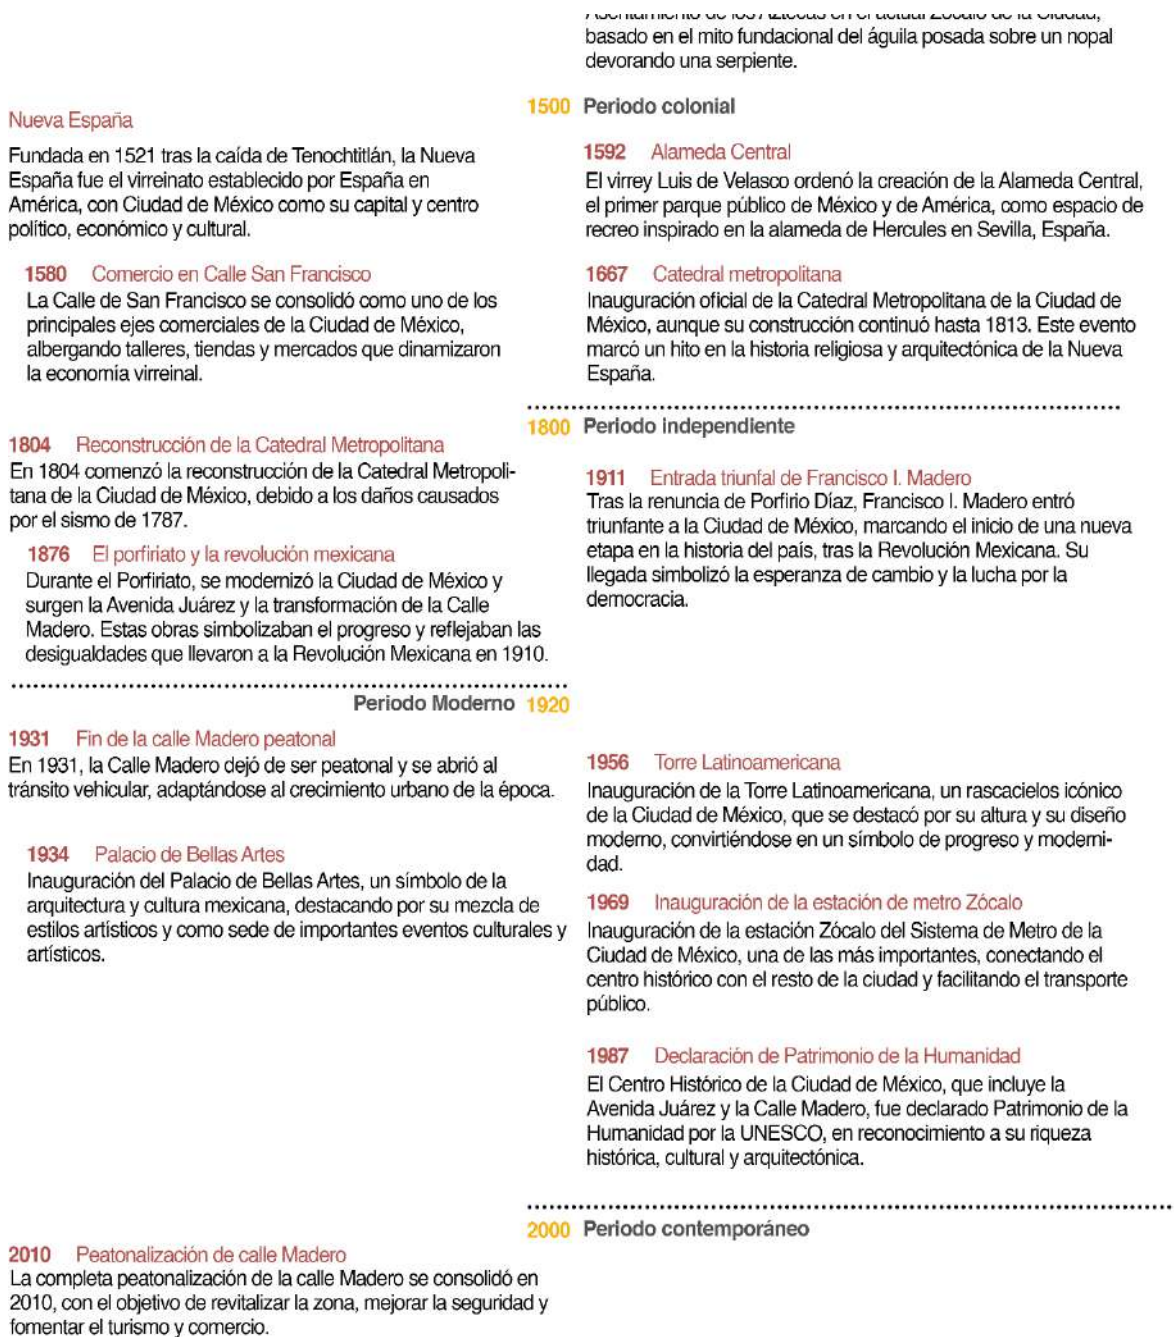 Asentamiento de los Aztecas en el actual Zócalo de la Ciudad,
basado en el mito fundacional del águila posada sobre un nopal
devorando una serpiente.
1500 Periodo colonial
Nueva España
Fundada en 1521 tras la caída de Tenochtitlán, la Nueva
España fue el virreinato establecido por España en
América, con Ciudad de México como su capital y centro
político, económico y cultural.
1580 Comercio en Calle San Francisco
La Calle de San Francisco se consolidó como uno de los
principales ejes comerciales de la Ciudad de México,
albergando talleres, tiendas y mercados que dinamizaron
la economía virreinal.
1592 Alameda Central
El virrey Luis de Velasco ordenó la creación de la Alameda Central,
el primer parque público de México y de América, como espacio de
recreo inspirado en la alameda de Hercules en Sevilla, España.
1667 Catedral metropolitana
Inauguración oficial de la Catedral Metropolitana de la Ciudad de
México, aunque su construcción continuó hasta 1813. Este evento
marcó un hito en la historia religiosa y arquitectónica de la Nueva
España.
1800 Periodo independiente
1804 Reconstrucción de la Catedral Metropolitana
En 1804 comenzó la reconstrucción de la Catedral Metropoli-
tana de la Ciudad de México, debido a los daños causados
por el sismo de 1787.
1876 El porfiriato y la revolución mexicana
Durante el Porfiriato, se modernizó la Ciudad de México y
surgen la Avenida Juárez y la transformación de la Calle
Madero. Estas obras simbolizaban el progreso y reflejaban las
desigualdades que llevaron a la Revolución Mexicana en 1910.
1911 Entrada triunfal de Francisco I. Madero
Tras la renuncia de Porfirio Díaz, Francisco I. Madero entró
triunfante a la Ciudad de México, marcando el inicio de una nueva
etapa en la historia del país, tras la Revolución Mexicana. Su
llegada simbolizó la esperanza de cambio y la lucha por la
democracia.
Periodo Moderno 1920
1931 Fin de la calle Madero peatonal
En 1931, la Calle Madero dejó de ser peatonal y se abrió al
tránsito vehicular, adaptándose al crecimiento urbano de la época.
1934 Palacio de Bellas Artes
Inauguración del Palacio de Bellas Artes, un símbolo de la
arquitectura y cultura mexicana, destacando por su mezcla de
estilos artísticos y como sede de importantes eventos culturales y
artísticos.
1956 Torre Latinoamericana
Inauguración de la Torre Latinoamericana, un rascacielos icónico
de la Ciudad de México, que se destacó por su altura y su diseño
moderno, convirtiéndose en un símbolo de progreso y moderni-
dad.
1969 Inauguración de la estación de metro Zócalo
Inauguración de la estación Zócalo del Sistema de Metro de la
Ciudad de México, una de las más importantes, conectando el
centro histórico con el resto de la ciudad y facilitando el transporte
público.
1987 Declaración de Patrimonio de la Humanidad
El Centro Histórico de la Ciudad de México, que incluye la
Avenida Juárez y la Calle Madero, fue declarado Patrimonio de la
Humanidad por la UNESCO, en reconocimiento a su riqueza
histórica, cultural y arquitectónica.
2000 Periodo contemporáneo
2010 Peatonalización de calle Madero
La completa peatonalización de la calle Madero se consolidó en
2010, con el objetivo de revitalizar la zona, mejorar la seguridad y
fomentar el turismo y comercio.